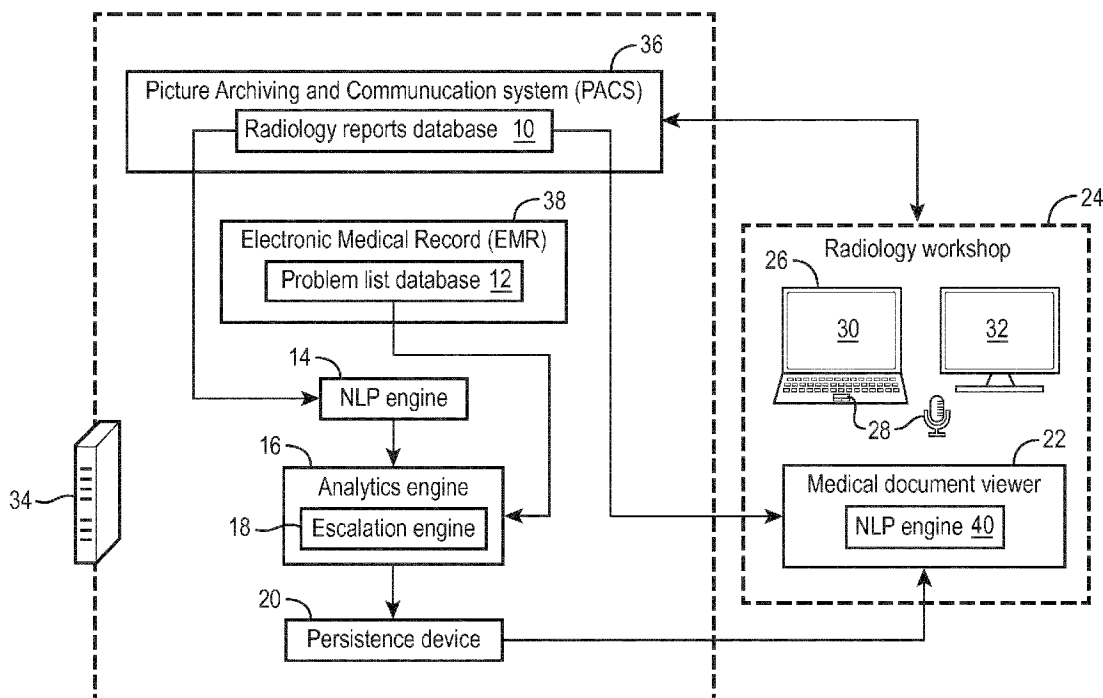 36
Picture Archiving and Communucation system (PACS)
Radiology reports database 10
38
Electronic Medical Record (EMR)
Problem list database 12
14
NLP engine
16
Analytics engine
18 Escalation engine
20
Persistence device
34
24
Radiology workshop
26
30
32
28
22
Medical document viewer
NLP engine 40